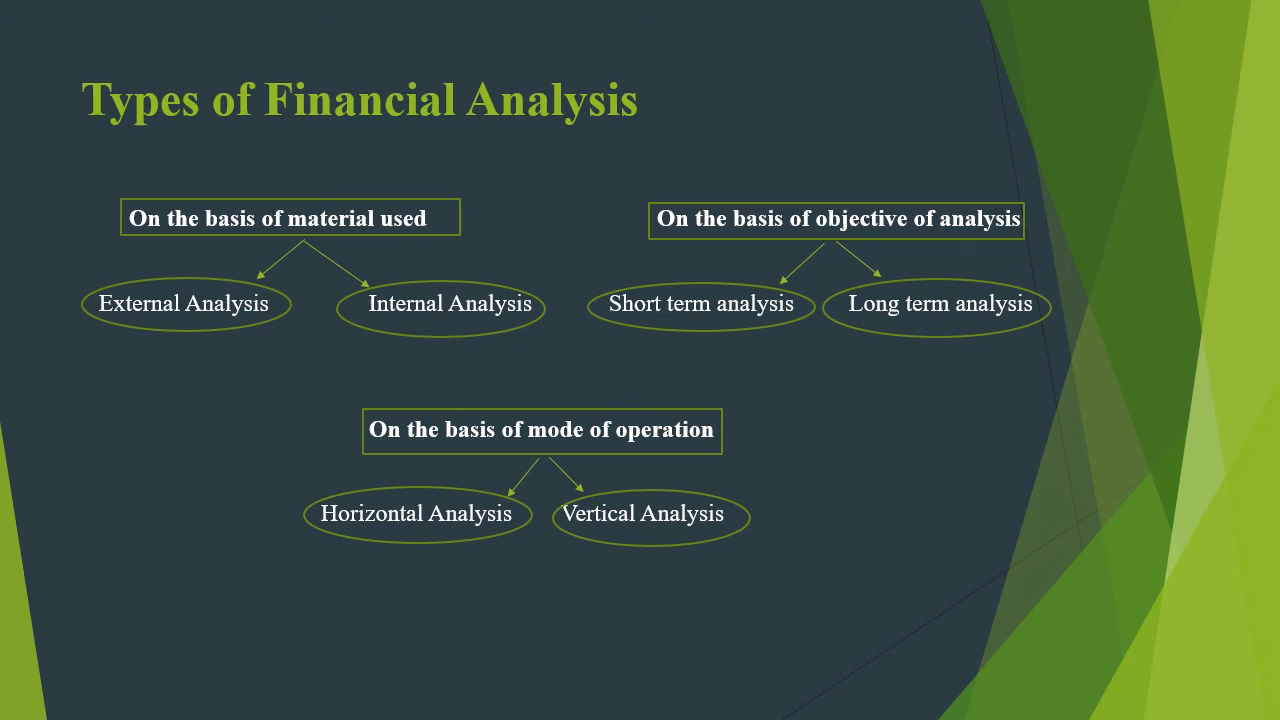 Types of Financial Analysis
On the basis of material used
On the basis of objective of analysis
External Analysis
Internal Analysis
Short term analysis
Long term analysis
On the basis of mode of operation
Horizontal Analysis
Vertical Analysis